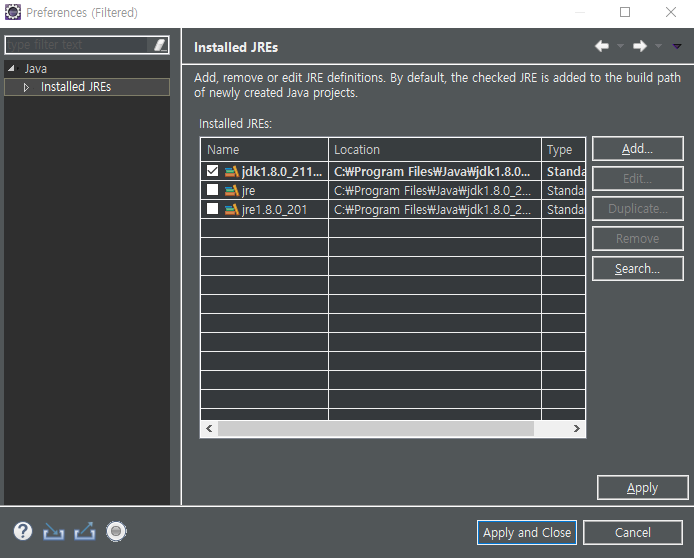 Preferences (Filtered)
type filter text
Java
Installed JREs
Installed JREs
Add, remove or edit JRE definitions. By default, the checked JRE is added to the build path
of newly created Java projects.
Installed JREs:
Name Location Type
jdk1.8.0_211... C:₩Program Files₩Java₩jdk1.8.0... Standa
jre C:₩Program Files₩Java₩jdk1.8.0_2... Standa
jre1.8.0_201 C:₩Program Files₩Java₩jdk1.8.0_2... Standa
Add...
Edit...
Duplicate...
Remove
Search...
Apply
Apply and Close
Cancel